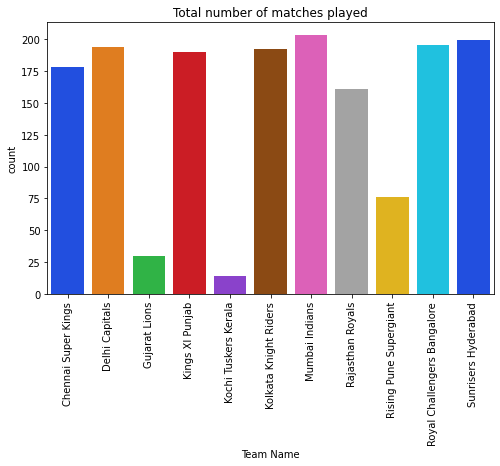 Total number of matches played
200
175
150
125
100
75
50
25
0
count
Chennai Super Kings
Delhi Capitals
Gujarat Lions
Kings XI Punjab
Kochi Tuskers Kerala
Kolkata Knight Riders
Mumbai Indians
Rajasthan Royals
Rising Pune Supergiant
Royal Challengers Bangalore
Sunrisers Hyderabad
Team Name